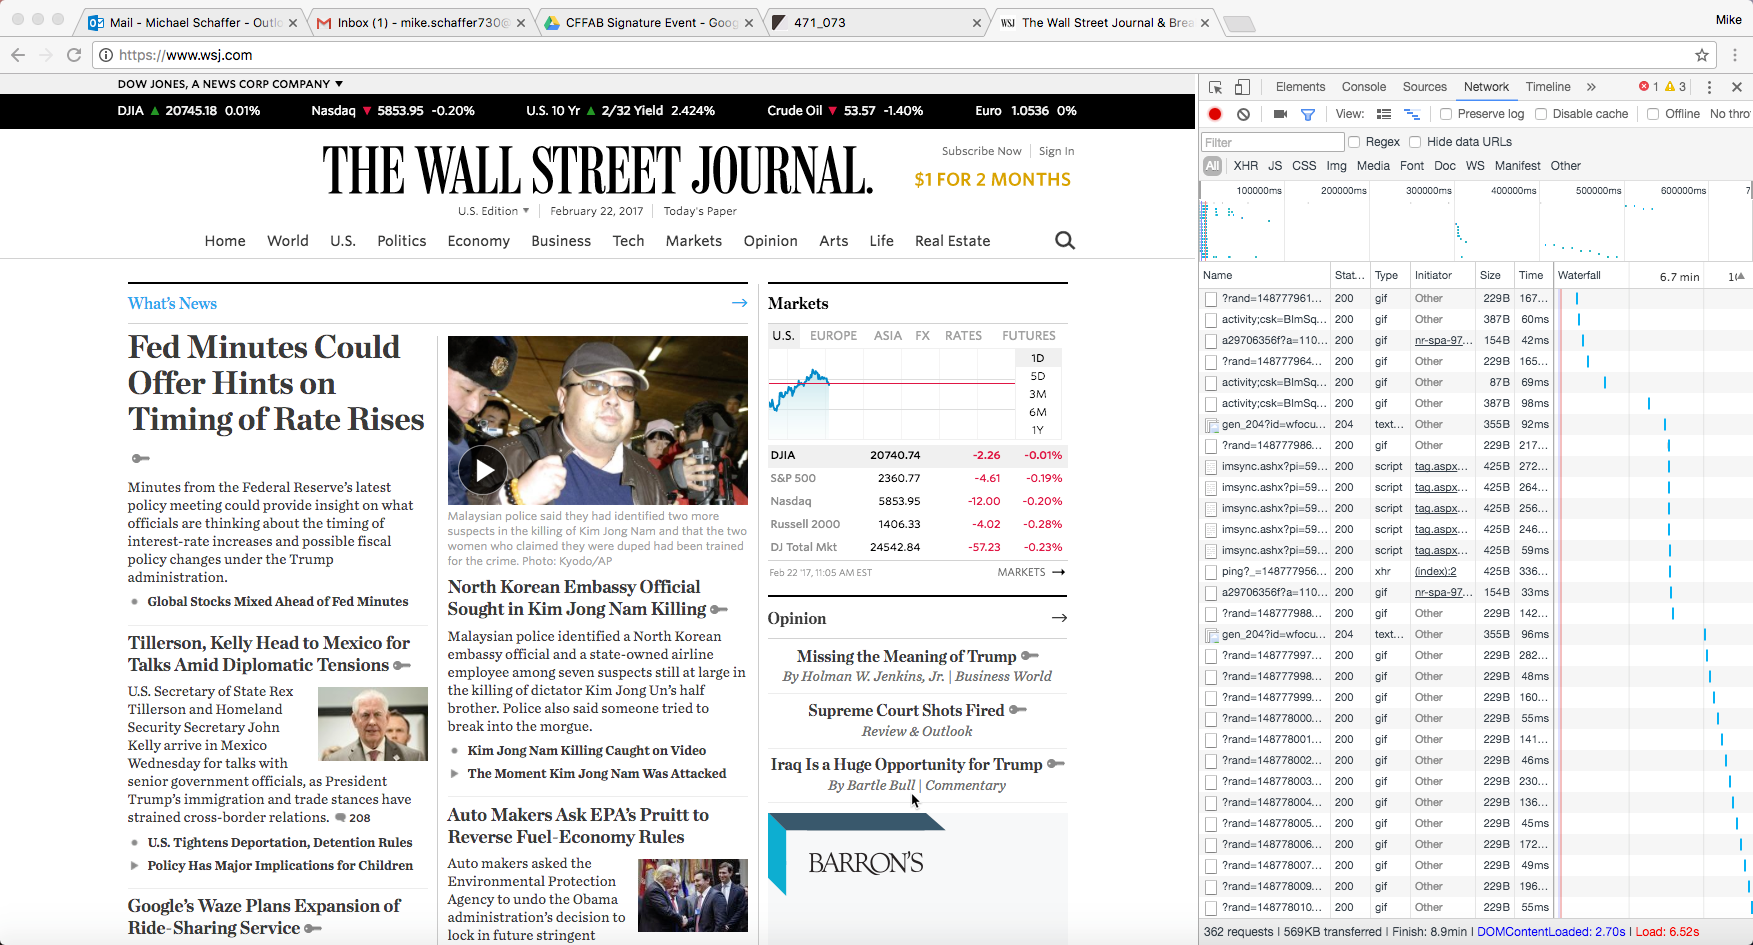 Mail - Michael Schaffer - Outlo
Inbox (1) - mike.schaffer730@
CFFAB Signature Event - Goog
471_073
WSJ The Wall Street Journal & Brea
Mike
https://www.wsj.com
DOW JONES, A NEWS CORP COMPANY
DJIA 20745.18 0.01%
Nasdaq 5853.95 -0.20%
U.S. 10 Yr 2/32 Yield 2.424%
Crude Oil 53.57 -1.40%
Euro 1.0536 0%
THE WALL STREET JOURNAL.
Subscribe Now Sign In
$1 FOR 2 MONTHS
U.S. Edition February 22, 2017 Today's Paper
Home World U.S. Politics Economy Business Tech Markets Opinion Arts Life Real Estate
What's News
Fed Minutes Could
Offer Hints on
Timing of Rate Rises
Minutes from the Federal Reserve's latest
policy meeting could provide insight on what
officials are thinking about the timing of
interest-rate increases and possible fiscal
policy changes under the Trump
administration.
Global Stocks Mixed Ahead of Fed Minutes
Tillerson, Kelly Head to Mexico for
Talks Amid Diplomatic Tensions
U.S. Secretary of State Rex
Tillerson and Homeland
Security Secretary John
Kelly arrive in Mexico
Wednesday for talks with
senior government officials, as President
Trump's immigration and trade stances have
strained cross-border relations. 208
U.S. Tightens Deportation, Detention Rules
Policy Has Major Implications for Children
Google's Waze Plans Expansion of
Ride-Sharing Service
Malaysian police said they had identified two more
suspects in the killing of Kim Jong Nam and that the two
women who claimed they were duped had been trained
for the crime. Photo: Kyodo/AP
North Korean Embassy Official
Sought in Kim Jong Nam Killing
Malaysian police identified a North Korean
embassy official and a state-owned airline
employee among seven suspects still at large in
the killing of dictator Kim Jong Un's half
brother. Police also said someone tried to
break into the morgue.
Kim Jong Nam Killing Caught on Video
The Moment Kim Jong Nam Was Attacked
Auto Makers Ask EPA's Pruitt to
Reverse Fuel-Economy Rules
Auto makers asked the
Environmental Protection
Agency to undo the Obama
administration's decision to
lock in future stringent
Markets
U.S. EUROPE ASIA FX RATES FUTURES
1D
5D
3M
6M
1Y
DJIA 20740.74 -2.26 -0.01%
S&P 500 2360.77 -4.61 -0.19%
Nasdaq 5853.95 -12.00 -0.20%
Russell 2000 1406.33 -4.02 -0.28%
DJ Total Mkt 24542.84 -57.23 -0.23%
Feb 22 '17, 11:05 AM EST MARKETS
Opinion
Missing the Meaning of Trump
By Holman W. Jenkins, Jr. | Business World
Supreme Court Shots Fired
Review & Outlook
Iraq Is a Huge Opportunity for Trump
By Bartle Bull | Commentary
BARRON'S
Elements Console Sources Network Timeline » 1 3
View: Preserve log Disable cache Offline No thro
Filter Regex Hide data URLs
All XHR JS CSS Img Media Font Doc WS Manifest Other
100000ms 200000ms 300000ms 400000ms 500000ms 600000ms 7
Name Stat... Type Initiator Size Time Waterfall 6.7 min 1(
?rand=148777961... 200 gif Other 229B 167...
activity;csk=BImSq... 200 gif Other 387B 60ms
a29706356f?a=110... 200 gif nr-spa-97... 154B 42ms
?rand=148777964... 200 gif Other 229B 165...
activity;csk=BImSq... 200 gif Other 87B 69ms
activity;csk=BImSq... 200 gif Other 387B 98ms
gen_204?id=wfocu... 204 text... Other 355B 92ms
?rand=148777986... 200 gif Other 229B 217...
imsync.ashx?pi=59... 200 script tag.aspx... 425B 272...
imsync.ashx?pi=59... 200 script tag.aspx... 425B 264...
imsync.ashx?pi=59... 200 script tag.aspx... 425B 256...
imsync.ashx?pi=59... 200 script tag.aspx... 425B 246...
imsync.ashx?pi=59... 200 script tag.aspx... 425B 59ms
ping?_=148777956... 200 xhr (index):2 425B 336...
a29706356f?a=110... 200 gif nr-spa-97... 154B 33ms
?rand=148777988... 200 gif Other 229B 142...
gen_204?id=wfocu... 204 text... Other 355B 96ms
?rand=148777997... 200 gif Other 229B 282...
?rand=148777998... 200 gif Other 229B 48ms
?rand=148777999... 200 gif Other 229B 160...
?rand=148778000... 200 gif Other 229B 55ms
?rand=148778001... 200 gif Other 229B 141...
?rand=148778002... 200 gif Other 229B 46ms
?rand=148778003... 200 gif Other 229B 230...
?rand=148778004... 200 gif Other 229B 136...
?rand=148778005... 200 gif Other 229B 45ms
?rand=148778006... 200 gif Other 229B 172...
?rand=148778007... 200 gif Other 229B 49ms
?rand=148778009... 200 gif Other 229B 196...
?rand=148778010... 200 gif Other 229B 55ms
362 requests | 569KB transferred | Finish: 8.9min | DOMContentLoaded: 2.70s | Load: 6.52s